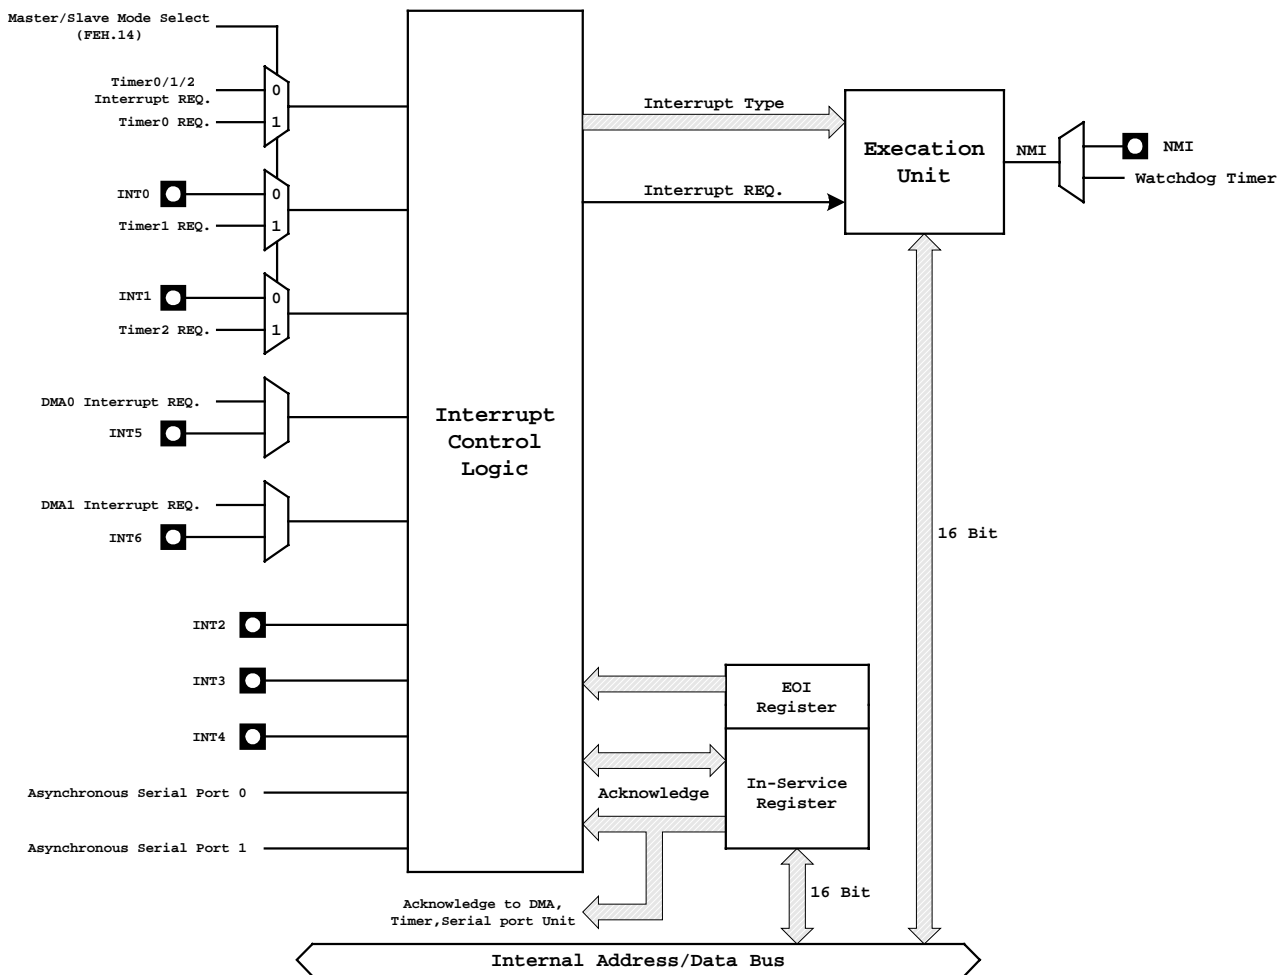 Master/Slave Mode Select
(FEH.14)
Timer0/1/2
Interrupt REQ.
0
Timer0 REQ.
1
INT0
0
Timer1 REQ.
1
INT1
0
Timer2 REQ.
1
DMA0 Interrupt REQ.
INT5
DMA1 Interrupt REQ.
INT6
INT2
INT3
INT4
Asynchronous Serial Port 0
Asynchronous Serial Port 1
Interrupt
Control
Logic
Interrupt Type
Interrupt REQ.
Execation
Unit
NMI
NMI
Watchdog Timer
16 Bit
EOI
Register
In-Service
Register
Acknowledge
16 Bit
Acknowledge to DMA,
Timer,Serial port Unit
Internal Address/Data Bus